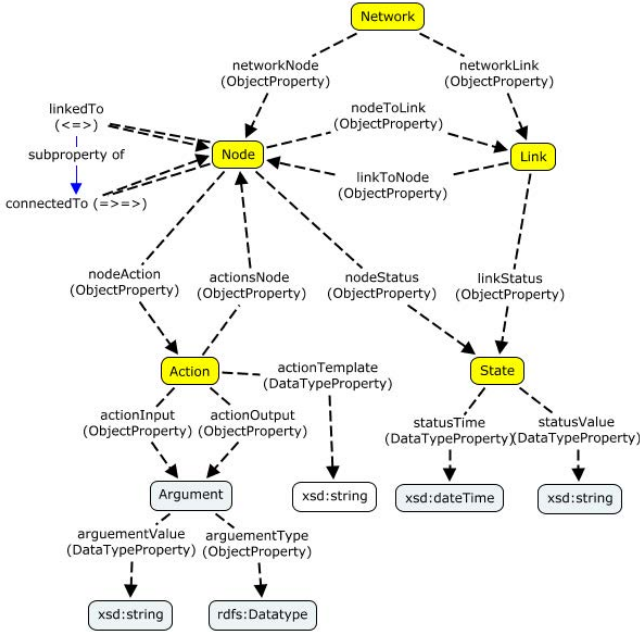 Network
networkNode
(ObjectProperty)
networkLink
(ObjectProperty)
linkedTo
(<=>)
nodeToLink
(ObjectProperty)
subproperty of
Node
Link
linkToNode
(ObjectProperty)
connectedTo (=>=>)
nodeAction
(ObjectProperty)
actionsNode
(ObjectProperty)
nodeStatus
(ObjectProperty)
linkStatus
(ObjectProperty)
Action
actionTemplate
(DataTypeProperty)
State
actionInput
(ObjectProperty)
actionOutput
(ObjectProperty)
statusTime
(DataTypeProperty)
statusValue
(DataTypeProperty)
Argument
xsd:string
xsd:dateTime
xsd:string
arguementValue
(DataTypeProperty)
arguementType
(ObjectProperty)
xsd:string
rdfs:Datatype